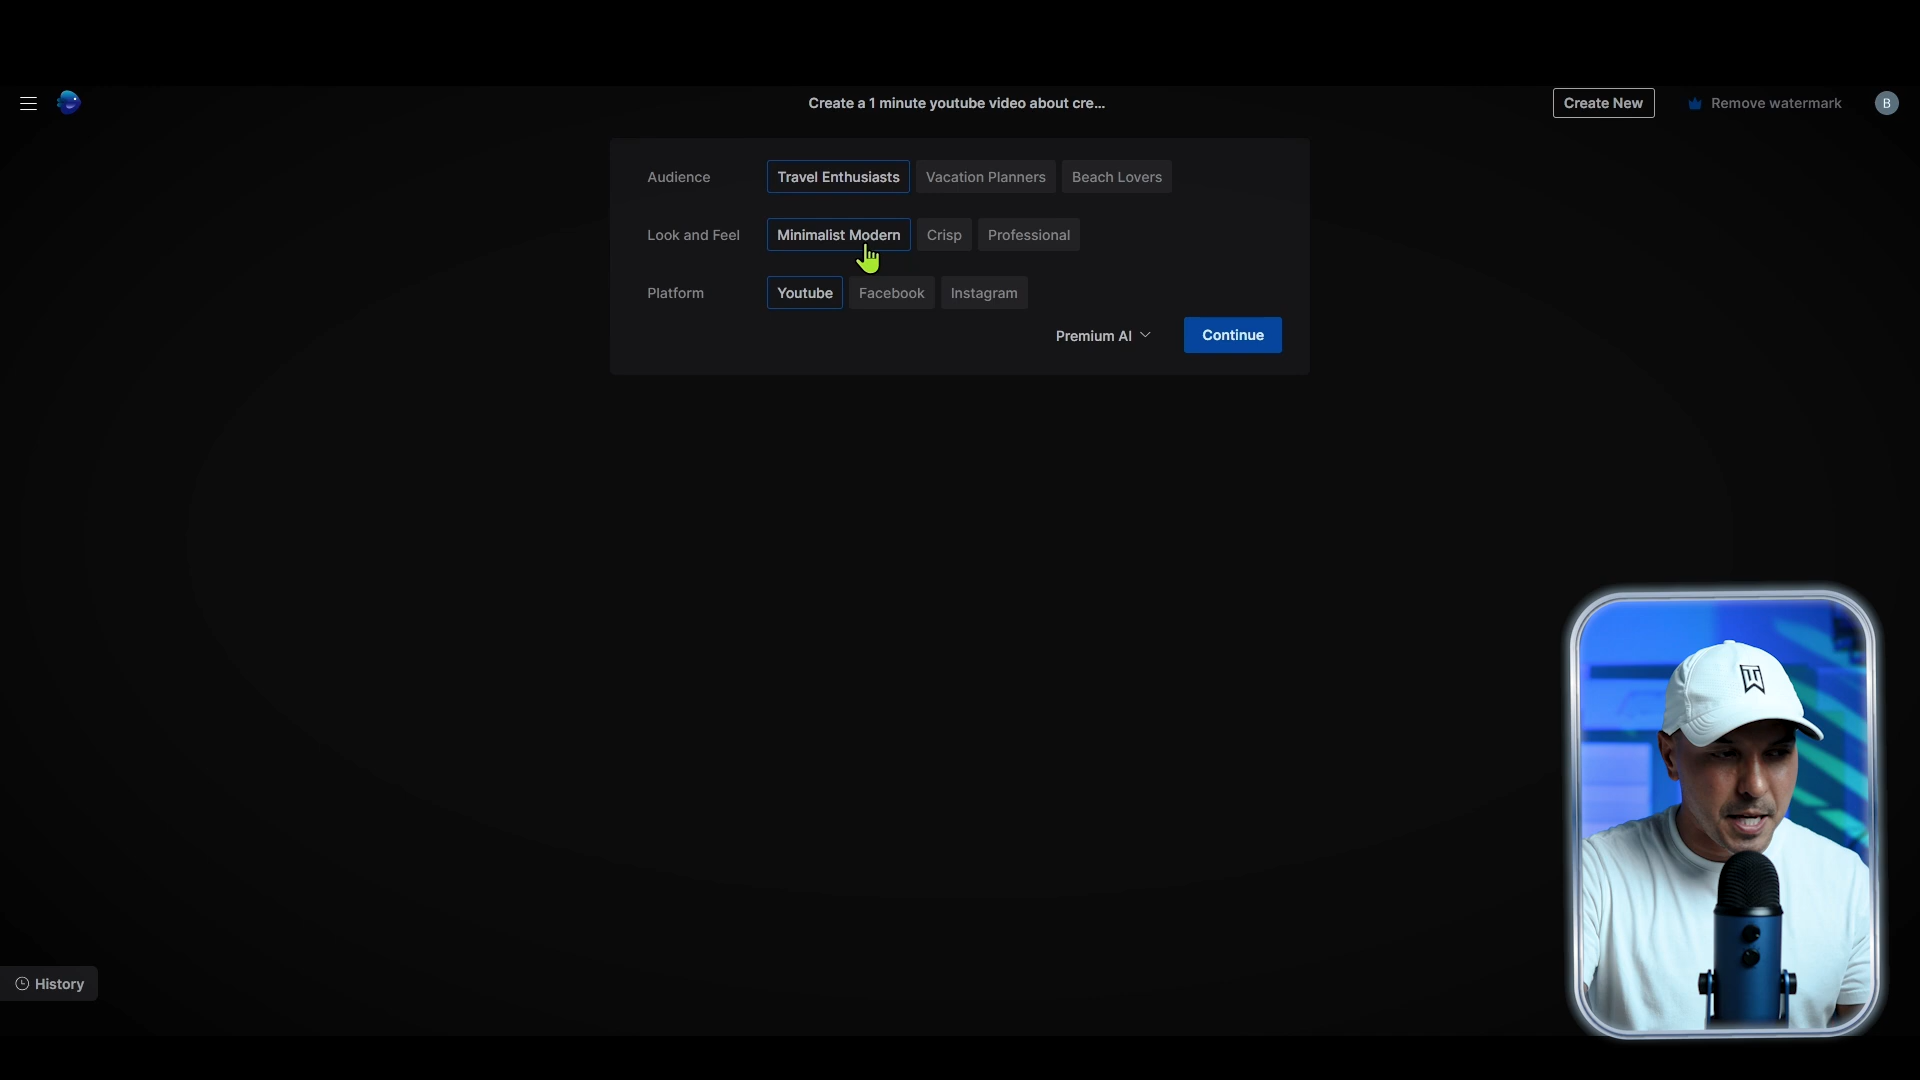 Create a 1 minute youtube video about cre...
Create New
Remove watermark
B
Audience
Travel Enthusiasts
Vacation Planners
Beach Lovers
Look and Feel
Minimalist Modern
Crisp
Professional
Platform
Youtube
Facebook
Instagram
Premium AI
Continue
History